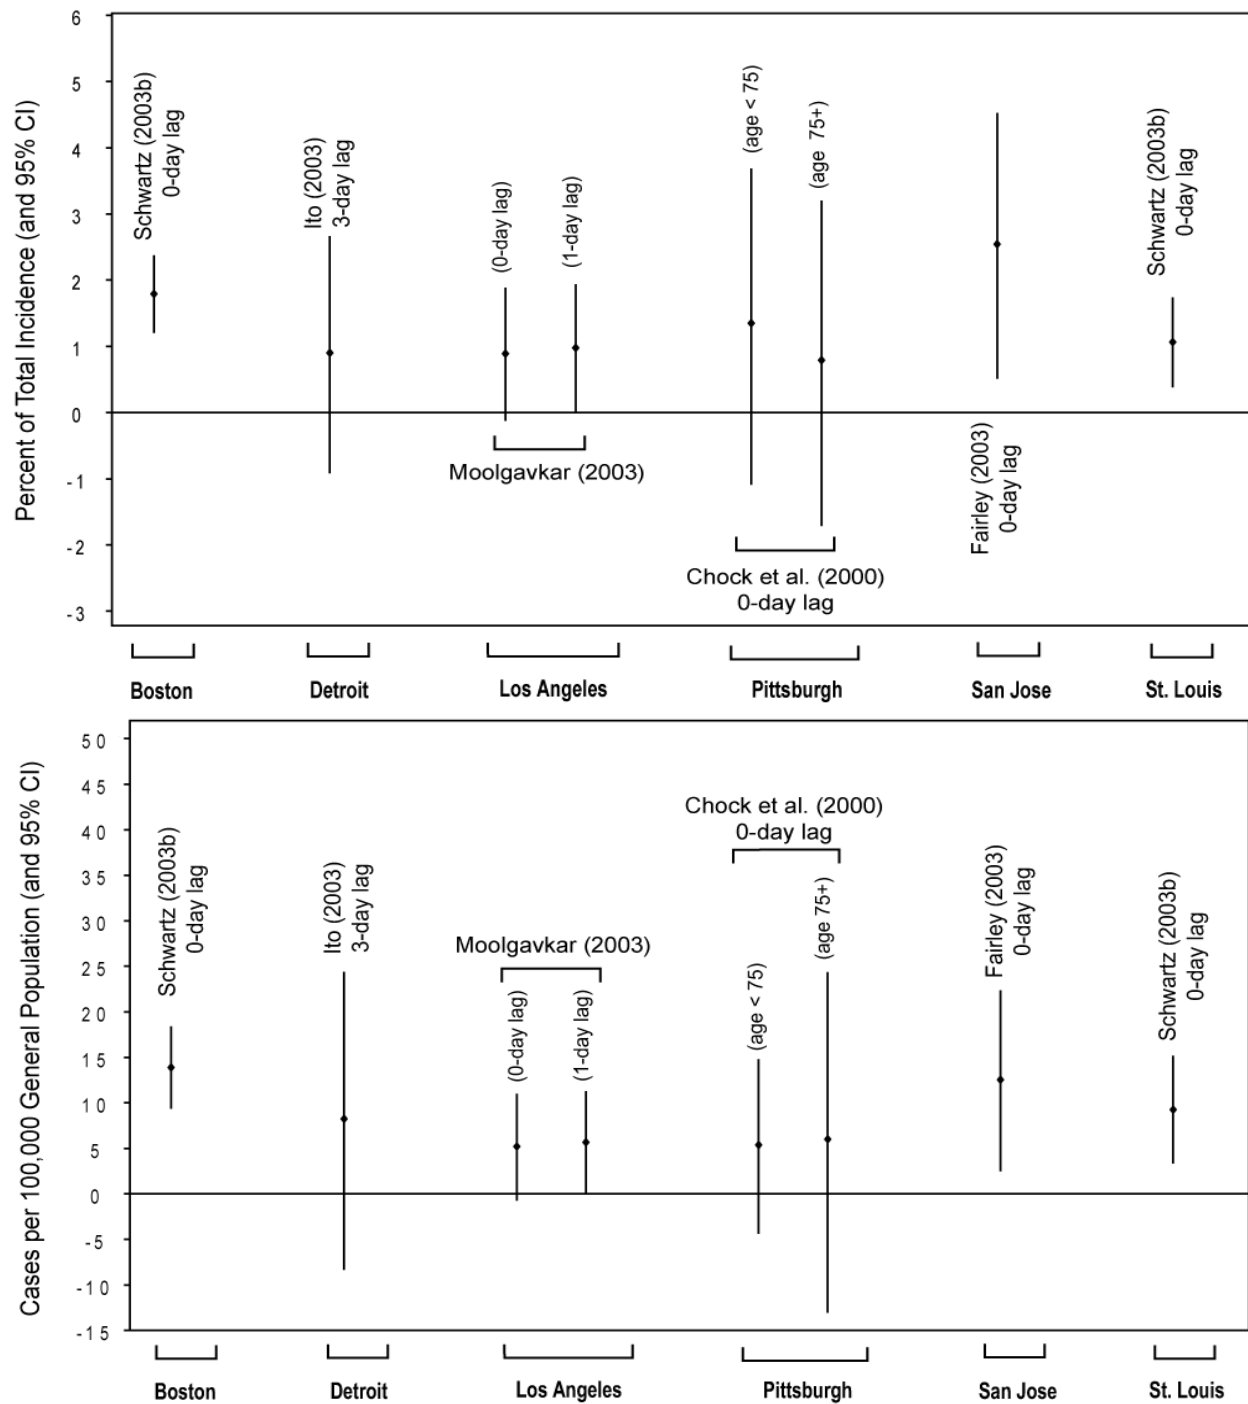 Percent of Total Incidence (and 95% CI)
6
5
4
3
2
1
0
-1
-2
-3
Schwartz (2003b)
0-day lag
Ito (2003)
3-day lag
(0-day lag)
(1-day lag)
Moolgavkar (2003)
(age < 75)
(age 75+)
Chock et al. (2000)
0-day lag
Fairley (2003)
0-day lag
Schwartz (2003b)
0-day lag
Boston
Detroit
Los Angeles
Pittsburgh
San Jose
St. Louis
Cases per 100,000 General Population (and 95% CI)
50
45
40
35
30
25
20
15
10
5
0
-5
-10
-15
Schwartz (2003b)
0-day lag
Ito (2003)
3-day lag
Moolgavkar (2003)
(0-day lag)
(1-day lag)
Chock et al. (2000)
0-day lag
(age < 75)
(age 75+)
Fairley (2003)
0-day lag
Schwartz (2003b)
0-day lag
Boston
Detroit
Los Angeles
Pittsburgh
San Jose
St. Louis